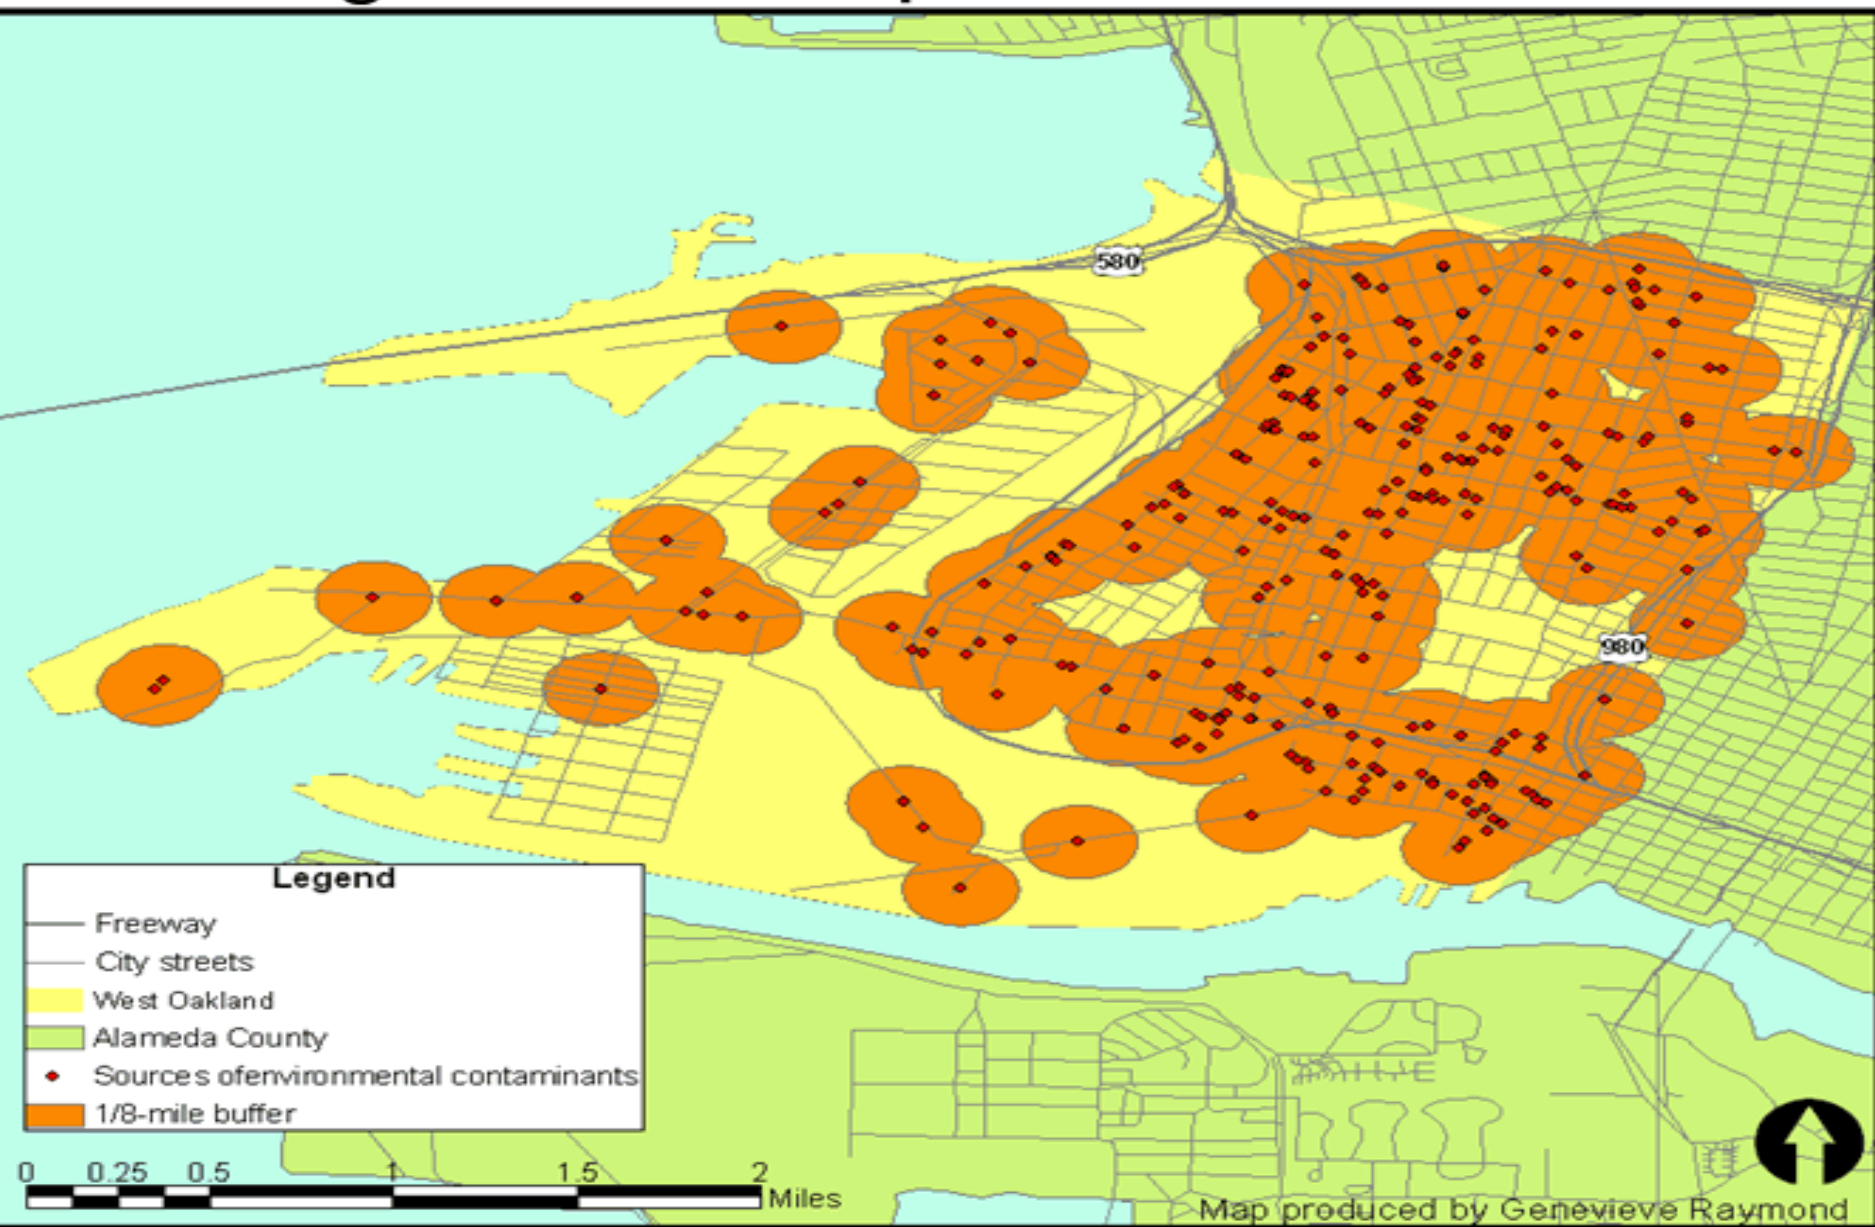 580
980
Legend
Freeway
City streets
West Oakland
Alameda County
Sources ofenvironmental contaminants
1/8-mile buffer
0 0.25 0.5 1 1.5 2
Miles
Map produced by Genevieve Raymond